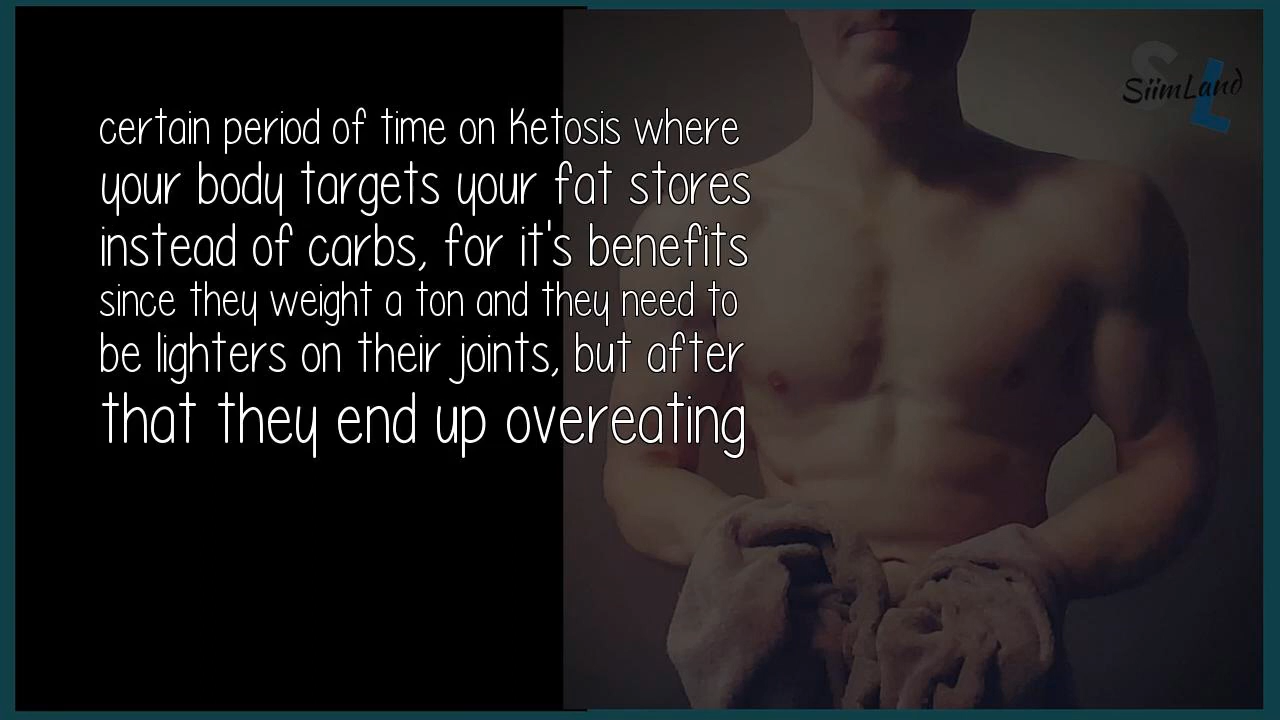 certain period of time on Ketosis where
your body targets your fat stores
instead of carbs, for it's benefits
since they weight a ton and they need to
be lighters on their joints, but after
that they end up overeating
SL
SiimLand